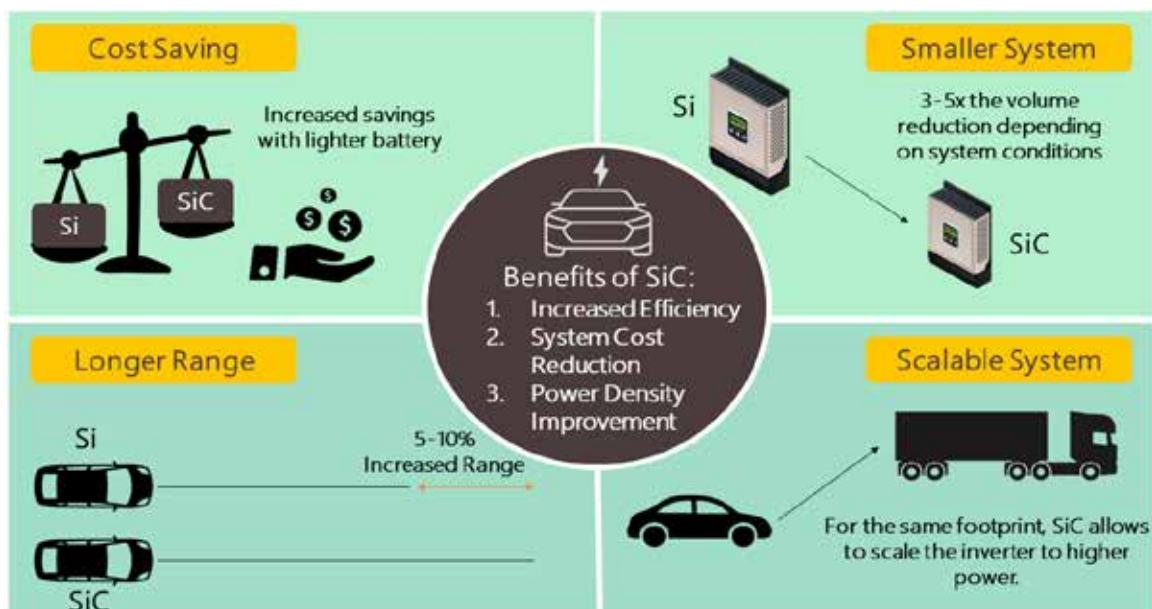 Cost Saving
Increased savings
with lighter battery
Si
SiC
$
$
$
Smaller System
Si
3-5x the volume
reduction depending
on system conditions
SiC
Benefits of SiC:
1. Increased Efficiency
2. System Cost
Reduction
3. Power Density
Improvement
Longer Range
Si
5-10%
Increased Range
SiC
Scalable System
For the same footprint, SiC allows
to scale the inverter to higher
power.